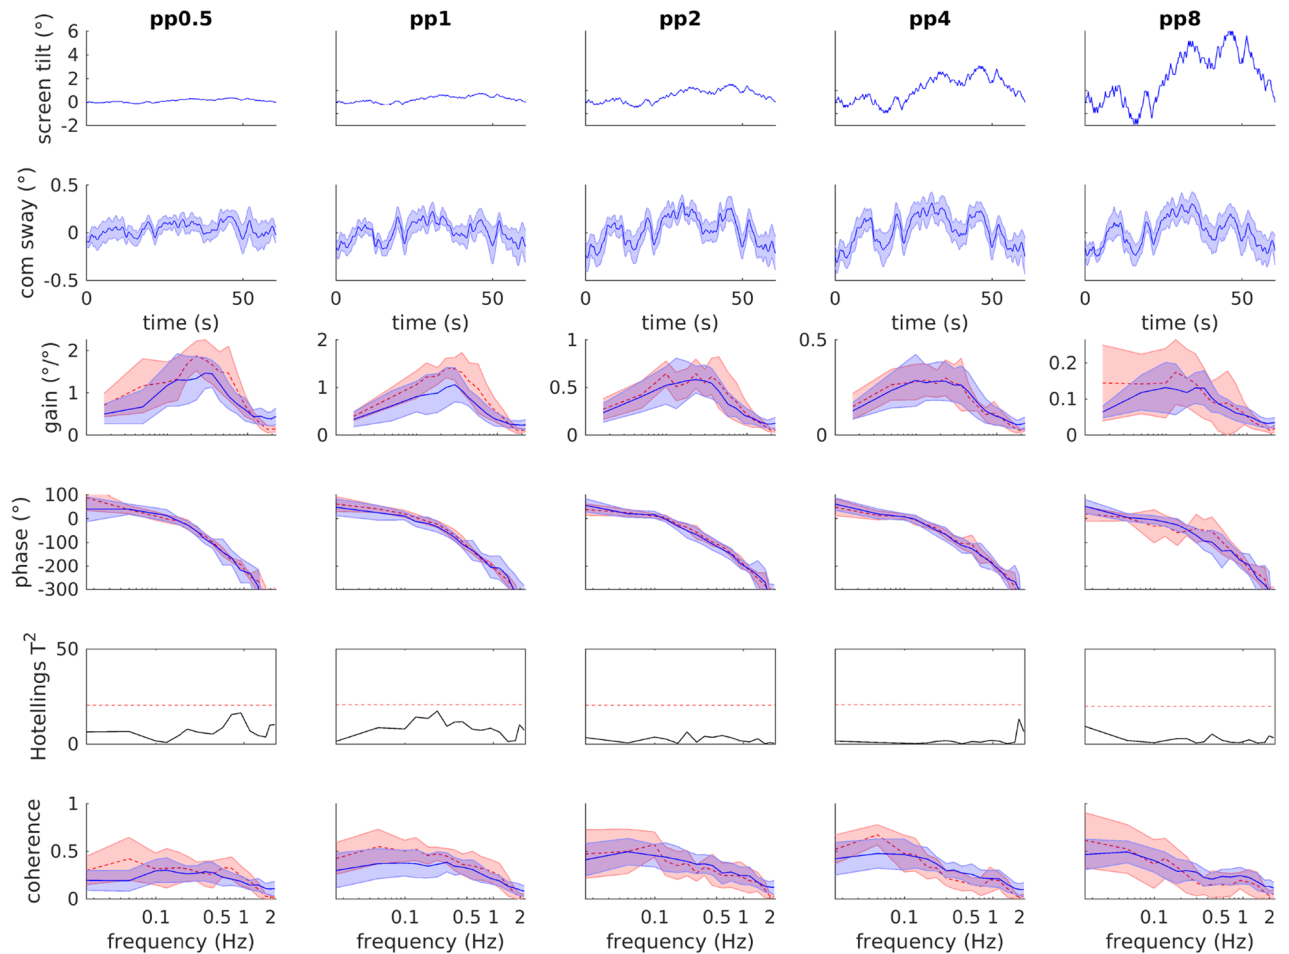 pp0.5 pp1 pp2 pp4 pp8
screen tilt (°)
6
4
2
0
-2
com sway (°)
0.5
0
-0.5
0 50 0 50 0 50 0 50 0 50
time (s) time (s) time (s) time (s) time (s)
gain (°/°)
2
1
0
2
1
0
1
0.5
0
0.5
0
0.2
0.1
0
phase (°)
100
0
-100
-200
-300
Hotellings T²
50
0
coherence
1
0.5
0
0.1 0.5 1 2 0.1 0.5 1 2 0.1 0.5 1 2 0.1 0.5 1 2 0.1 0.5 1 2
frequency (Hz) frequency (Hz) frequency (Hz) frequency (Hz) frequency (Hz)